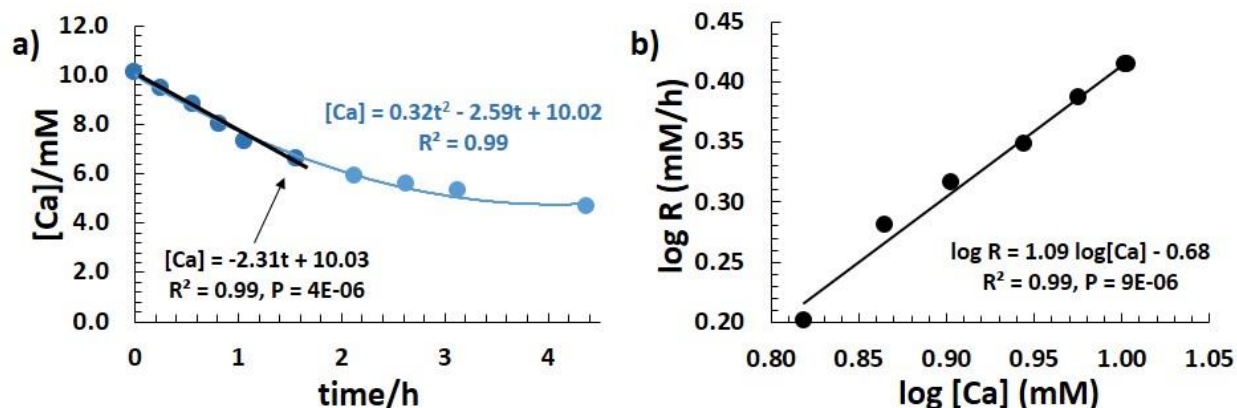 a)
12.0
10.0
8.0
6.0
4.0
2.0
0.0
[Ca]/mM
[Ca] = 0.32t² - 2.59t + 10.02
R² = 0.99
[Ca] = -2.31t + 10.03
R² = 0.99, P = 4E-06
0 1 2 3 4
time/h
b)
0.45
0.40
0.35
0.30
0.25
0.20
log R (mM/h)
log R = 1.09 log[Ca] - 0.68
R² = 0.99, P = 9E-06
0.80 0.85 0.90 0.95 1.00 1.05
log [Ca] (mM)